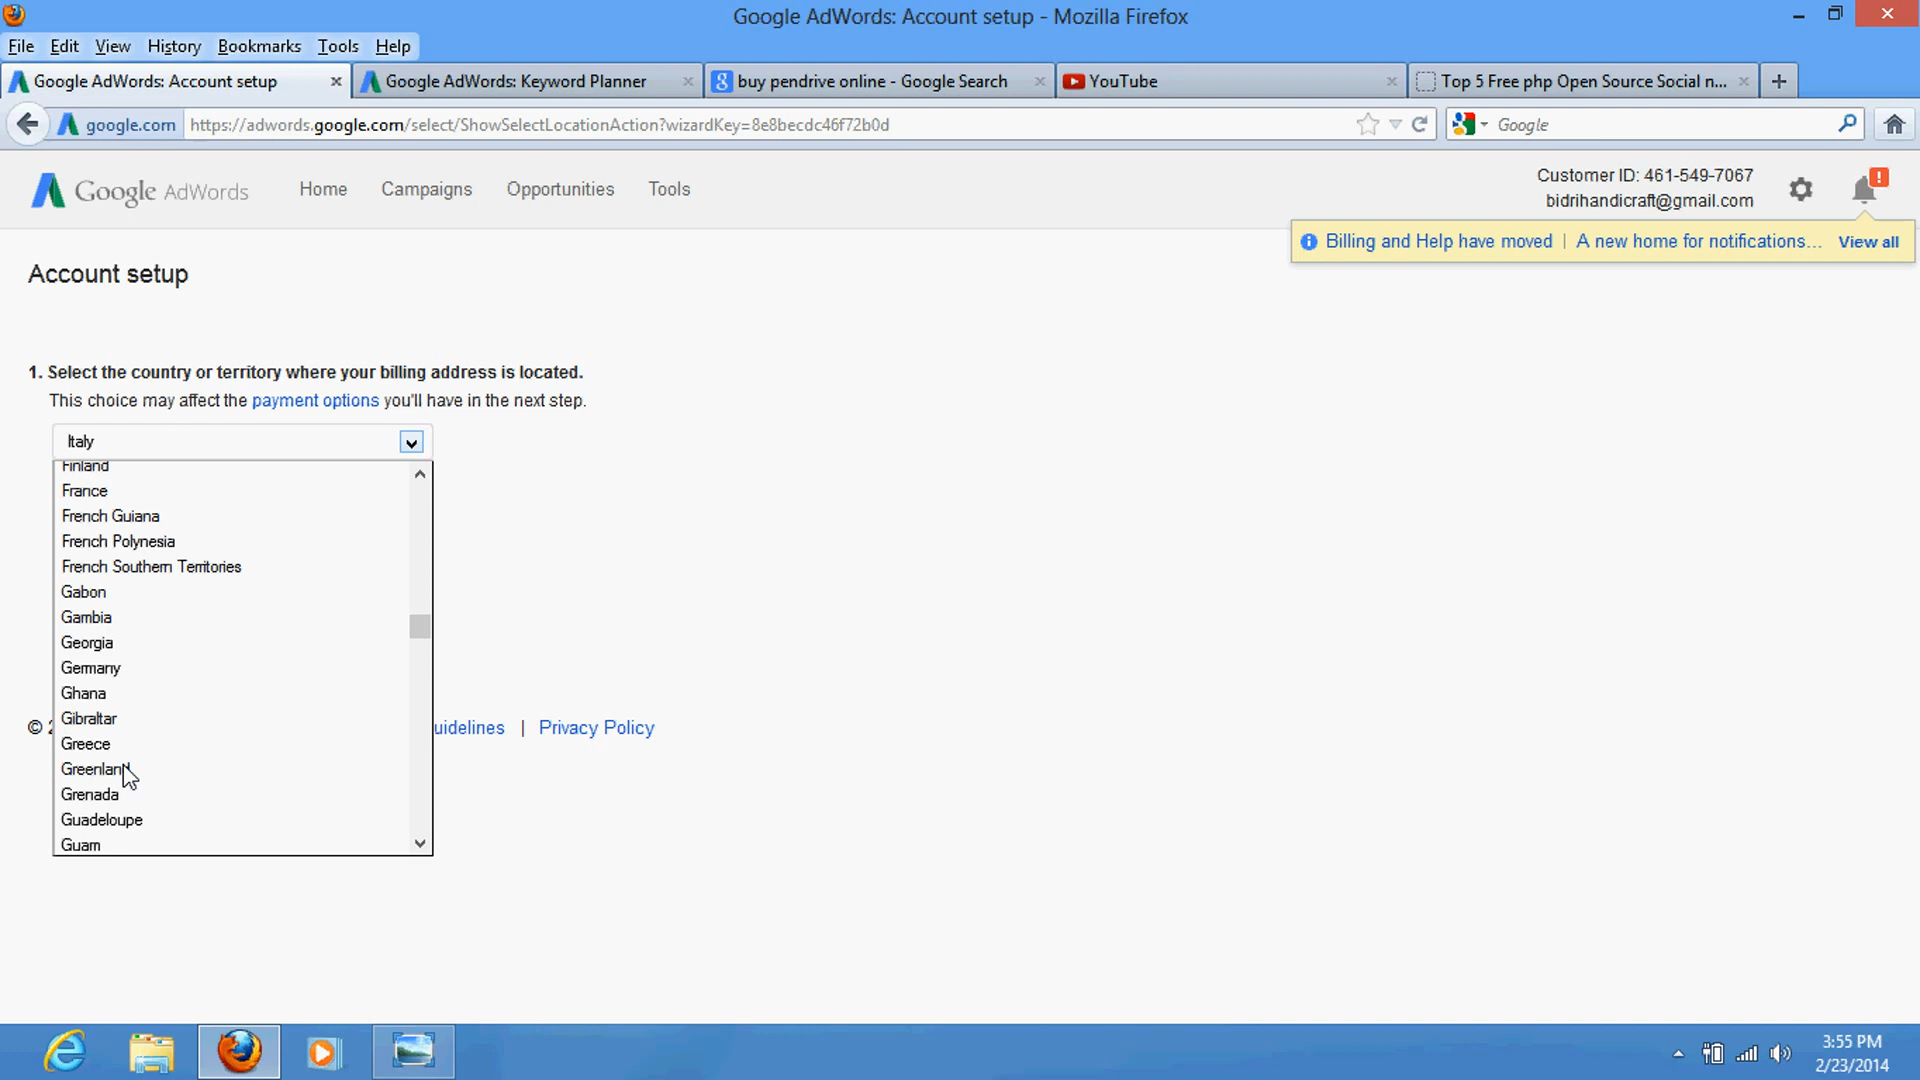 Google AdWords: Account setup - Mozilla Firefox
File Edit View History Bookmarks Tools Help
Google AdWords: Account setup
Google AdWords: Keyword Planner
buy pendrive online - Google Search
YouTube
Top 5 Free php Open Source Social n...
google.com https://adwords.google.com/select/ShowSelectLocationAction?wizardKey=8e8becdc46f72b0d
Google
Google AdWords
Home Campaigns Opportunities Tools
Customer ID: 461-549-7067
bidrihandicraft@gmail.com
Billing and Help have moved | A new home for notifications... View all
Account setup
1. Select the country or territory where your billing address is located.
This choice may affect the payment options you'll have in the next step.
Italy
Finland
France
French Guiana
French Polynesia
French Southern Territories
Gabon
Gambia
Georgia
Germany
Ghana
Gibraltar
Greece
Greenland
Grenada
Guadeloupe
Guam
© 2
uidelines | Privacy Policy
3:55 PM
2/23/2014